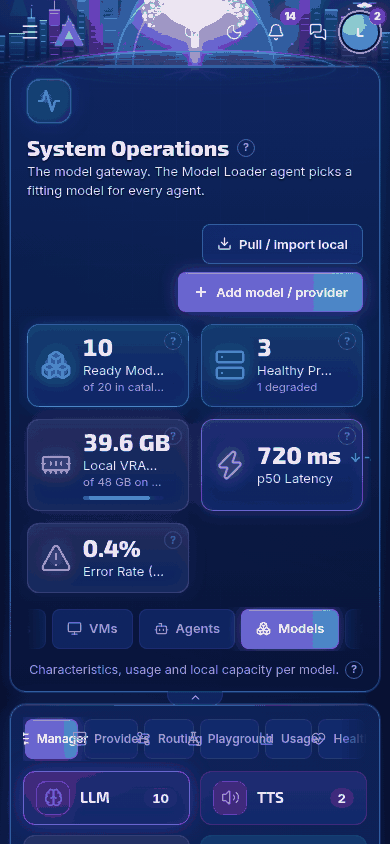 14
2
L
System Operations ?
The model gateway. The Model Loader agent picks a
fitting model for every agent.
Pull / import local
+ Add model / provider
10
Ready Mod...
of 20 in catal...
?
3
Healthy Pr...
1 degraded
?
39.6 GB
Local VRA...
of 48 GB on ...
?
720 ms
p50 Latency
?
0.4%
Error Rate (...
?
VMs
Agents
Models
Characteristics, usage and local capacity per model. ?
Manager Providers Routing Playground Usage Healt
LLM 10
TTS 2